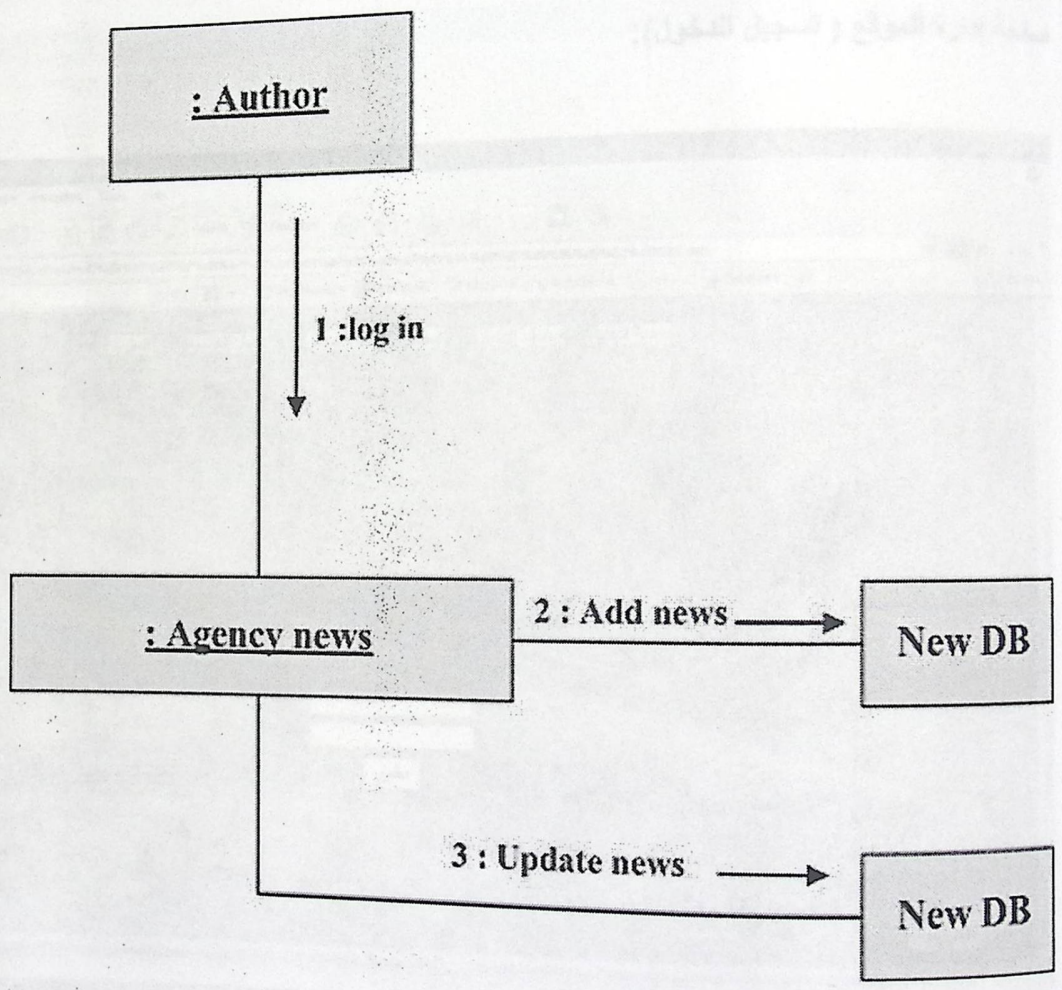 : Author
1 :log in
: Agency news
2 : Add news
New DB
3 : Update news
New DB